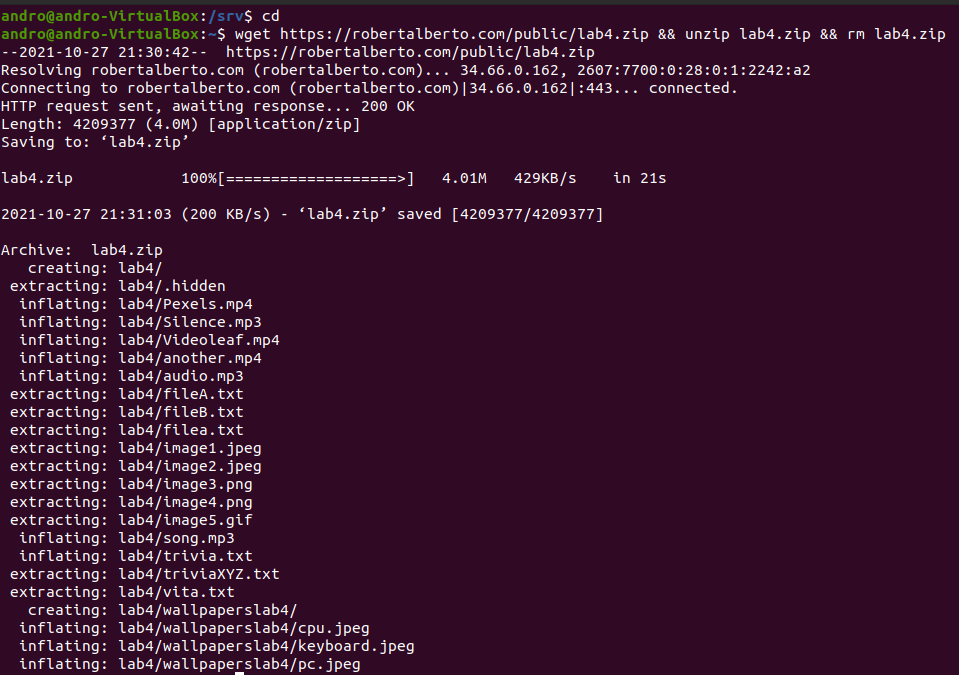 andro@andro-VirtualBox:/srv$ cd
andro@andro-VirtualBox:~$ wget https://robertalberto.com/public/lab4.zip && unzip lab4.zip && rm lab4.zip
--2021-10-27 21:30:42--  https://robertalberto.com/public/lab4.zip
Resolving robertalberto.com (robertalberto.com)... 34.66.0.162, 2607:7700:0:28:0:1:2242:a2
Connecting to robertalberto.com (robertalberto.com)|34.66.0.162|:443... connected.
HTTP request sent, awaiting response... 200 OK
Length: 4209377 (4.0M) [application/zip]
Saving to: ‘lab4.zip’
lab4.zip            100%[===================>]   4.01M   429KB/s    in 21s
2021-10-27 21:31:03 (200 KB/s) - ‘lab4.zip’ saved [4209377/4209377]
Archive:  lab4.zip
   creating: lab4/
 extracting: lab4/.hidden
  inflating: lab4/Pexels.mp4
  inflating: lab4/Silence.mp3
  inflating: lab4/Videoleaf.mp4
  inflating: lab4/another.mp4
  inflating: lab4/audio.mp3
 extracting: lab4/fileA.txt
 extracting: lab4/fileB.txt
 extracting: lab4/filea.txt
 extracting: lab4/image1.jpeg
 extracting: lab4/image2.jpeg
 extracting: lab4/image3.png
 extracting: lab4/image4.png
 extracting: lab4/image5.gif
  inflating: lab4/song.mp3
  inflating: lab4/trivia.txt
 extracting: lab4/triviaXYZ.txt
 extracting: lab4/vita.txt
   creating: lab4/wallpaperslab4/
  inflating: lab4/wallpaperslab4/cpu.jpeg
  inflating: lab4/wallpaperslab4/keyboard.jpeg
  inflating: lab4/wallpaperslab4/pc.jpeg